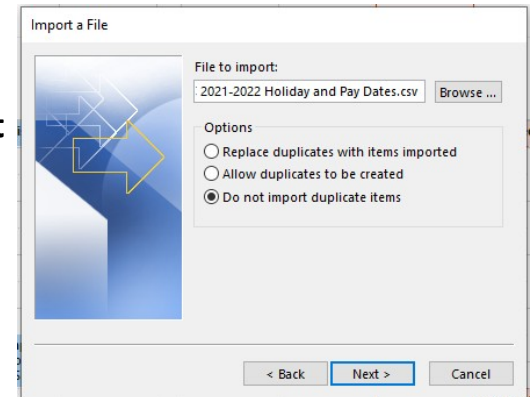 Import a File
File to import:
2021-2022 Holiday and Pay Dates.csv
Browse ...
Options
Replace duplicates with items imported
Allow duplicates to be created
Do not import duplicate items
< Back
Next >
Cancel